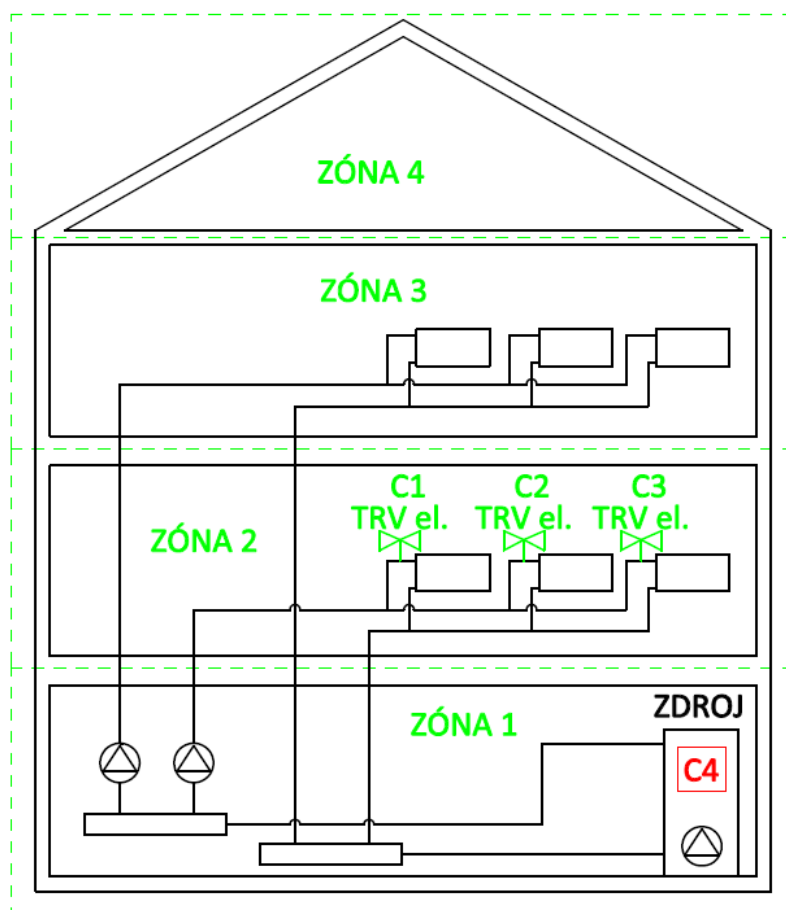 ZÓNA 4
ZÓNA 3
C1 C2 C3
TRV el. TRV el. TRV el.
ZÓNA 2
ZDROJ
ZÓNA 1
C4